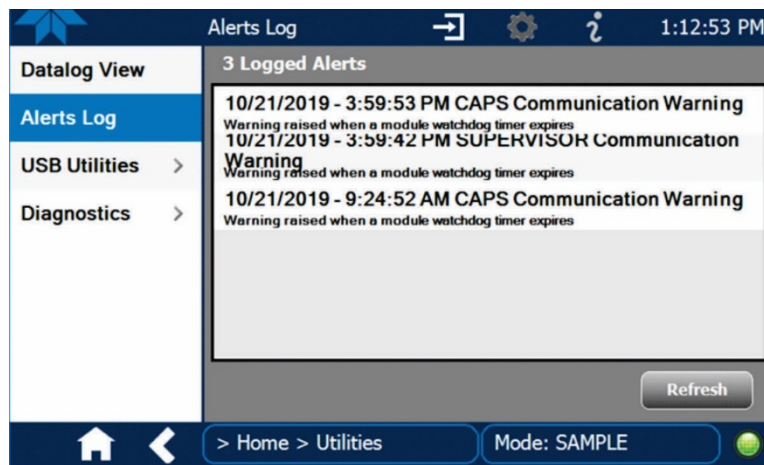 Alerts Log
1:12:53 PM
Datalog View
Alerts Log
USB Utilities >
Diagnostics >
3 Logged Alerts
10/21/2019 - 3:59:53 PM CAPS Communication Warning
Warning raised when a module watchdog timer expires
10/21/2019 - 3:59:42 PM SUPERVISOR Communication
Warning
Warning raised when a module watchdog timer expires
10/21/2019 - 9:24:52 AM CAPS Communication Warning
Warning raised when a module watchdog timer expires
Refresh
> Home > Utilities
Mode: SAMPLE